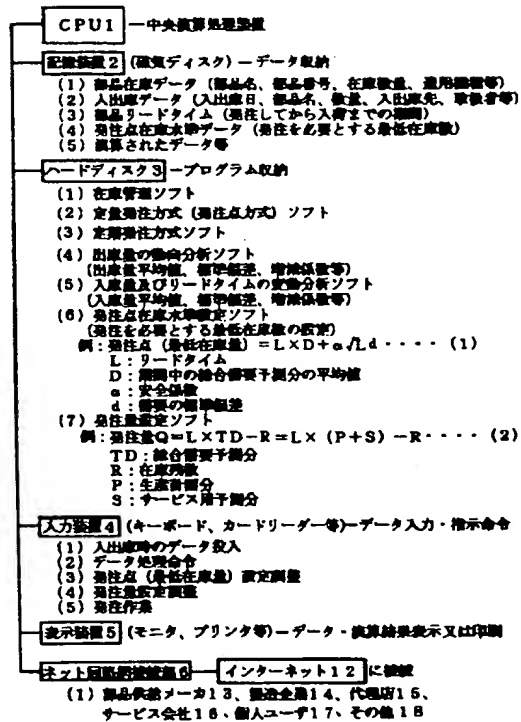 CPU1 ―中央演算処理装置
記憶装置2 (磁気ディスク)―データ収納
(1) 部品在庫データ (部品名、部品番号、在庫数量、適用機種等)
(2) 入出庫データ (入出庫日、部品名、数量、入出庫先、取扱者等)
(3) 部品リードタイム (発注してから入荷までの期間)
(4) 発注点在庫水準データ (発注を必要とする最低在庫数)
(5) 演算されたデータ等
ハードディスク3 ―プログラム収納
(1) 在庫管理ソフト
(2) 定量発注方式 (発注点方式) ソフト
(3) 定期発注方式ソフト
(4) 出庫量の動向分析ソフト
(出庫量平均値、標準偏差、増減係数等)
(5) 入庫量及びリードタイムの変動分析ソフト
(入庫量平均値、標準偏差、増減係数等)
(6) 発注点在庫水準設定ソフト
(発注を必要とする最低在庫数の設定)
例:発注点 (最低在庫量) =L×D+α√Ld・・・・ (1)
L:リードタイム
D:期間中の総合需要予測分の平均値
α:安全係数
d:需要の標準偏差
(7) 発注量設定ソフト
例:発注量Q=L×TD-R=L× (P+S) -R・・・・ (2)
TD:総合需要予測分
R:在庫残数
P:生産計画分
S:サービス用予測分
入力装置4 (キーボード、カードリーダー等)―データ入力・指示命令
(1) 入出庫時のデータ投入
(2) データ処理命令
(3) 発注点 (最低在庫量) 設定調整
(4) 発注量設定調整
(5) 発注作業
表示装置5 (モニタ、プリンタ等)―データ・演算結果表示又は印刷
ネット回路網接続部6 ― インターネット12 に接続
(1) 部品供給メーカ13、製造企業14、代理店15、
サービス会社16、個人ユーザ17、その他18